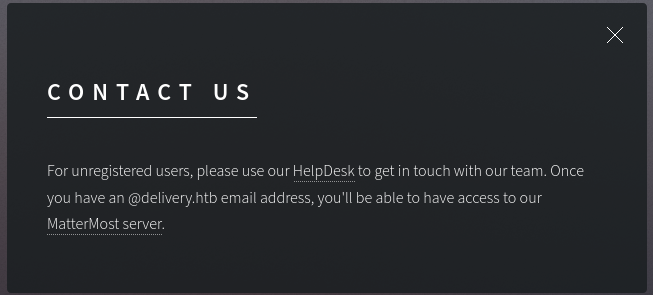 CONTACT US
For unregistered users, please use our HelpDesk to get in touch with our team. Once
you have an @delivery.htb email address, you'll be able to have access to our
MatterMost server.